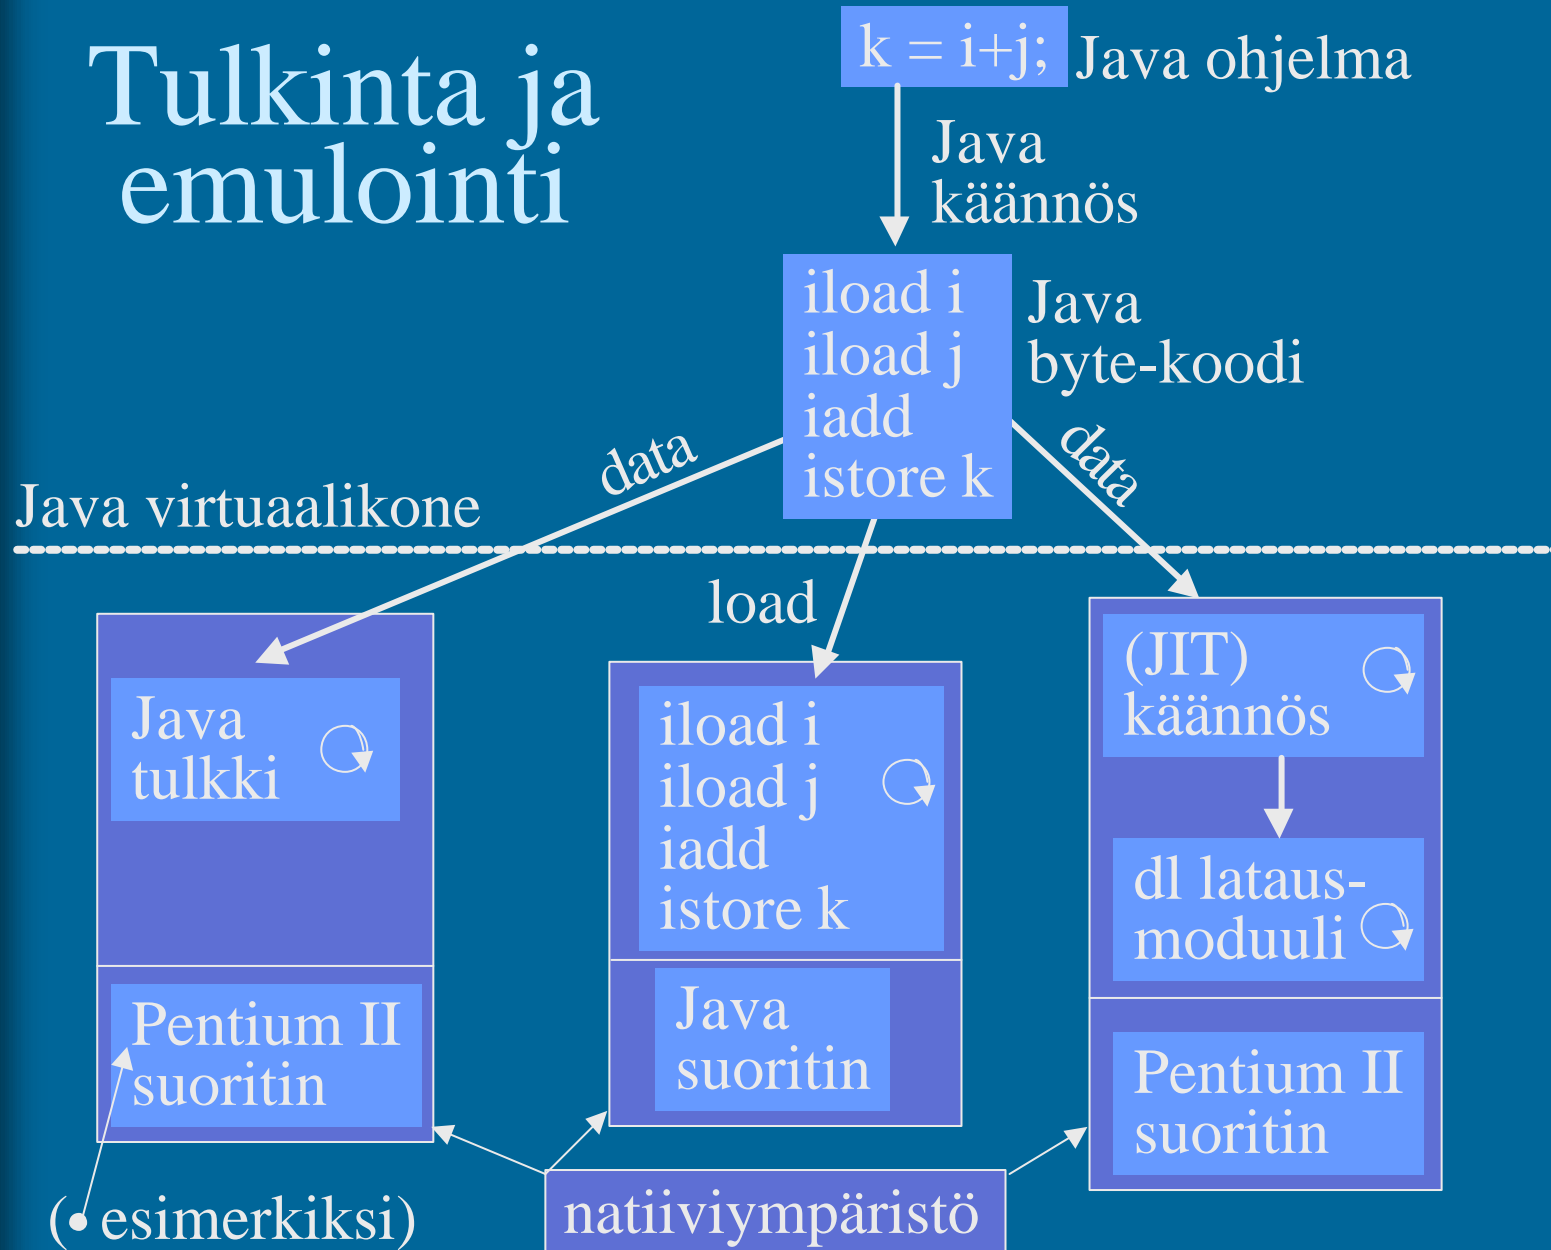 Tulkinta ja
emulointi
k = i+j;
Java ohjelma
Java
käännös
iload i
iload j
iadd
istore k
Java
byte-koodi
data
data
Java virtuaalikone
load
Java
tulkki
Pentium II
suoritin
iload i
iload j
iadd
istore k
Java
suoritin
(JIT)
käännös
dl lataus-
moduuli
Pentium II
suoritin
(• esimerkiksi)
natiiviympäristö